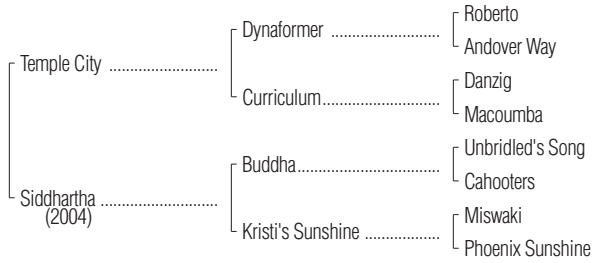 Roberto
Dynaformer
Andover Way
Temple City
Danzig
Curriculum
Macoumba
Unbridled's Song
Buddha
Cahooters
Siddhartha
(2004)
Miswaki
Kristi's Sunshine
Phoenix Sunshine